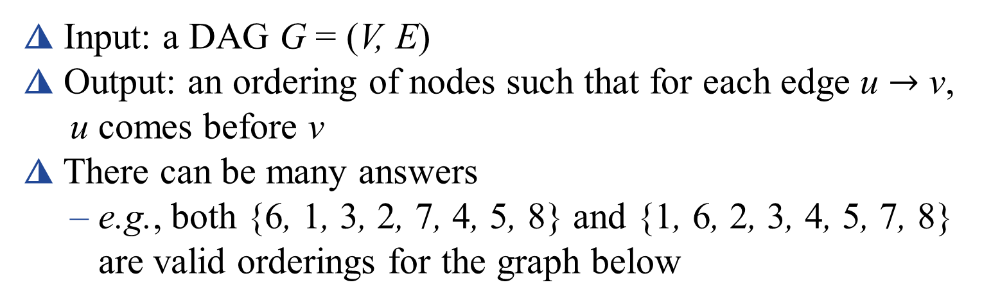 Input: a DAG G = (V, E)
Output: an ordering of nodes such that for each edge u → v,
u comes before v
There can be many answers
– e.g., both {6, 1, 3, 2, 7, 4, 5, 8} and {1, 6, 2, 3, 4, 5, 7, 8}
are valid orderings for the graph below